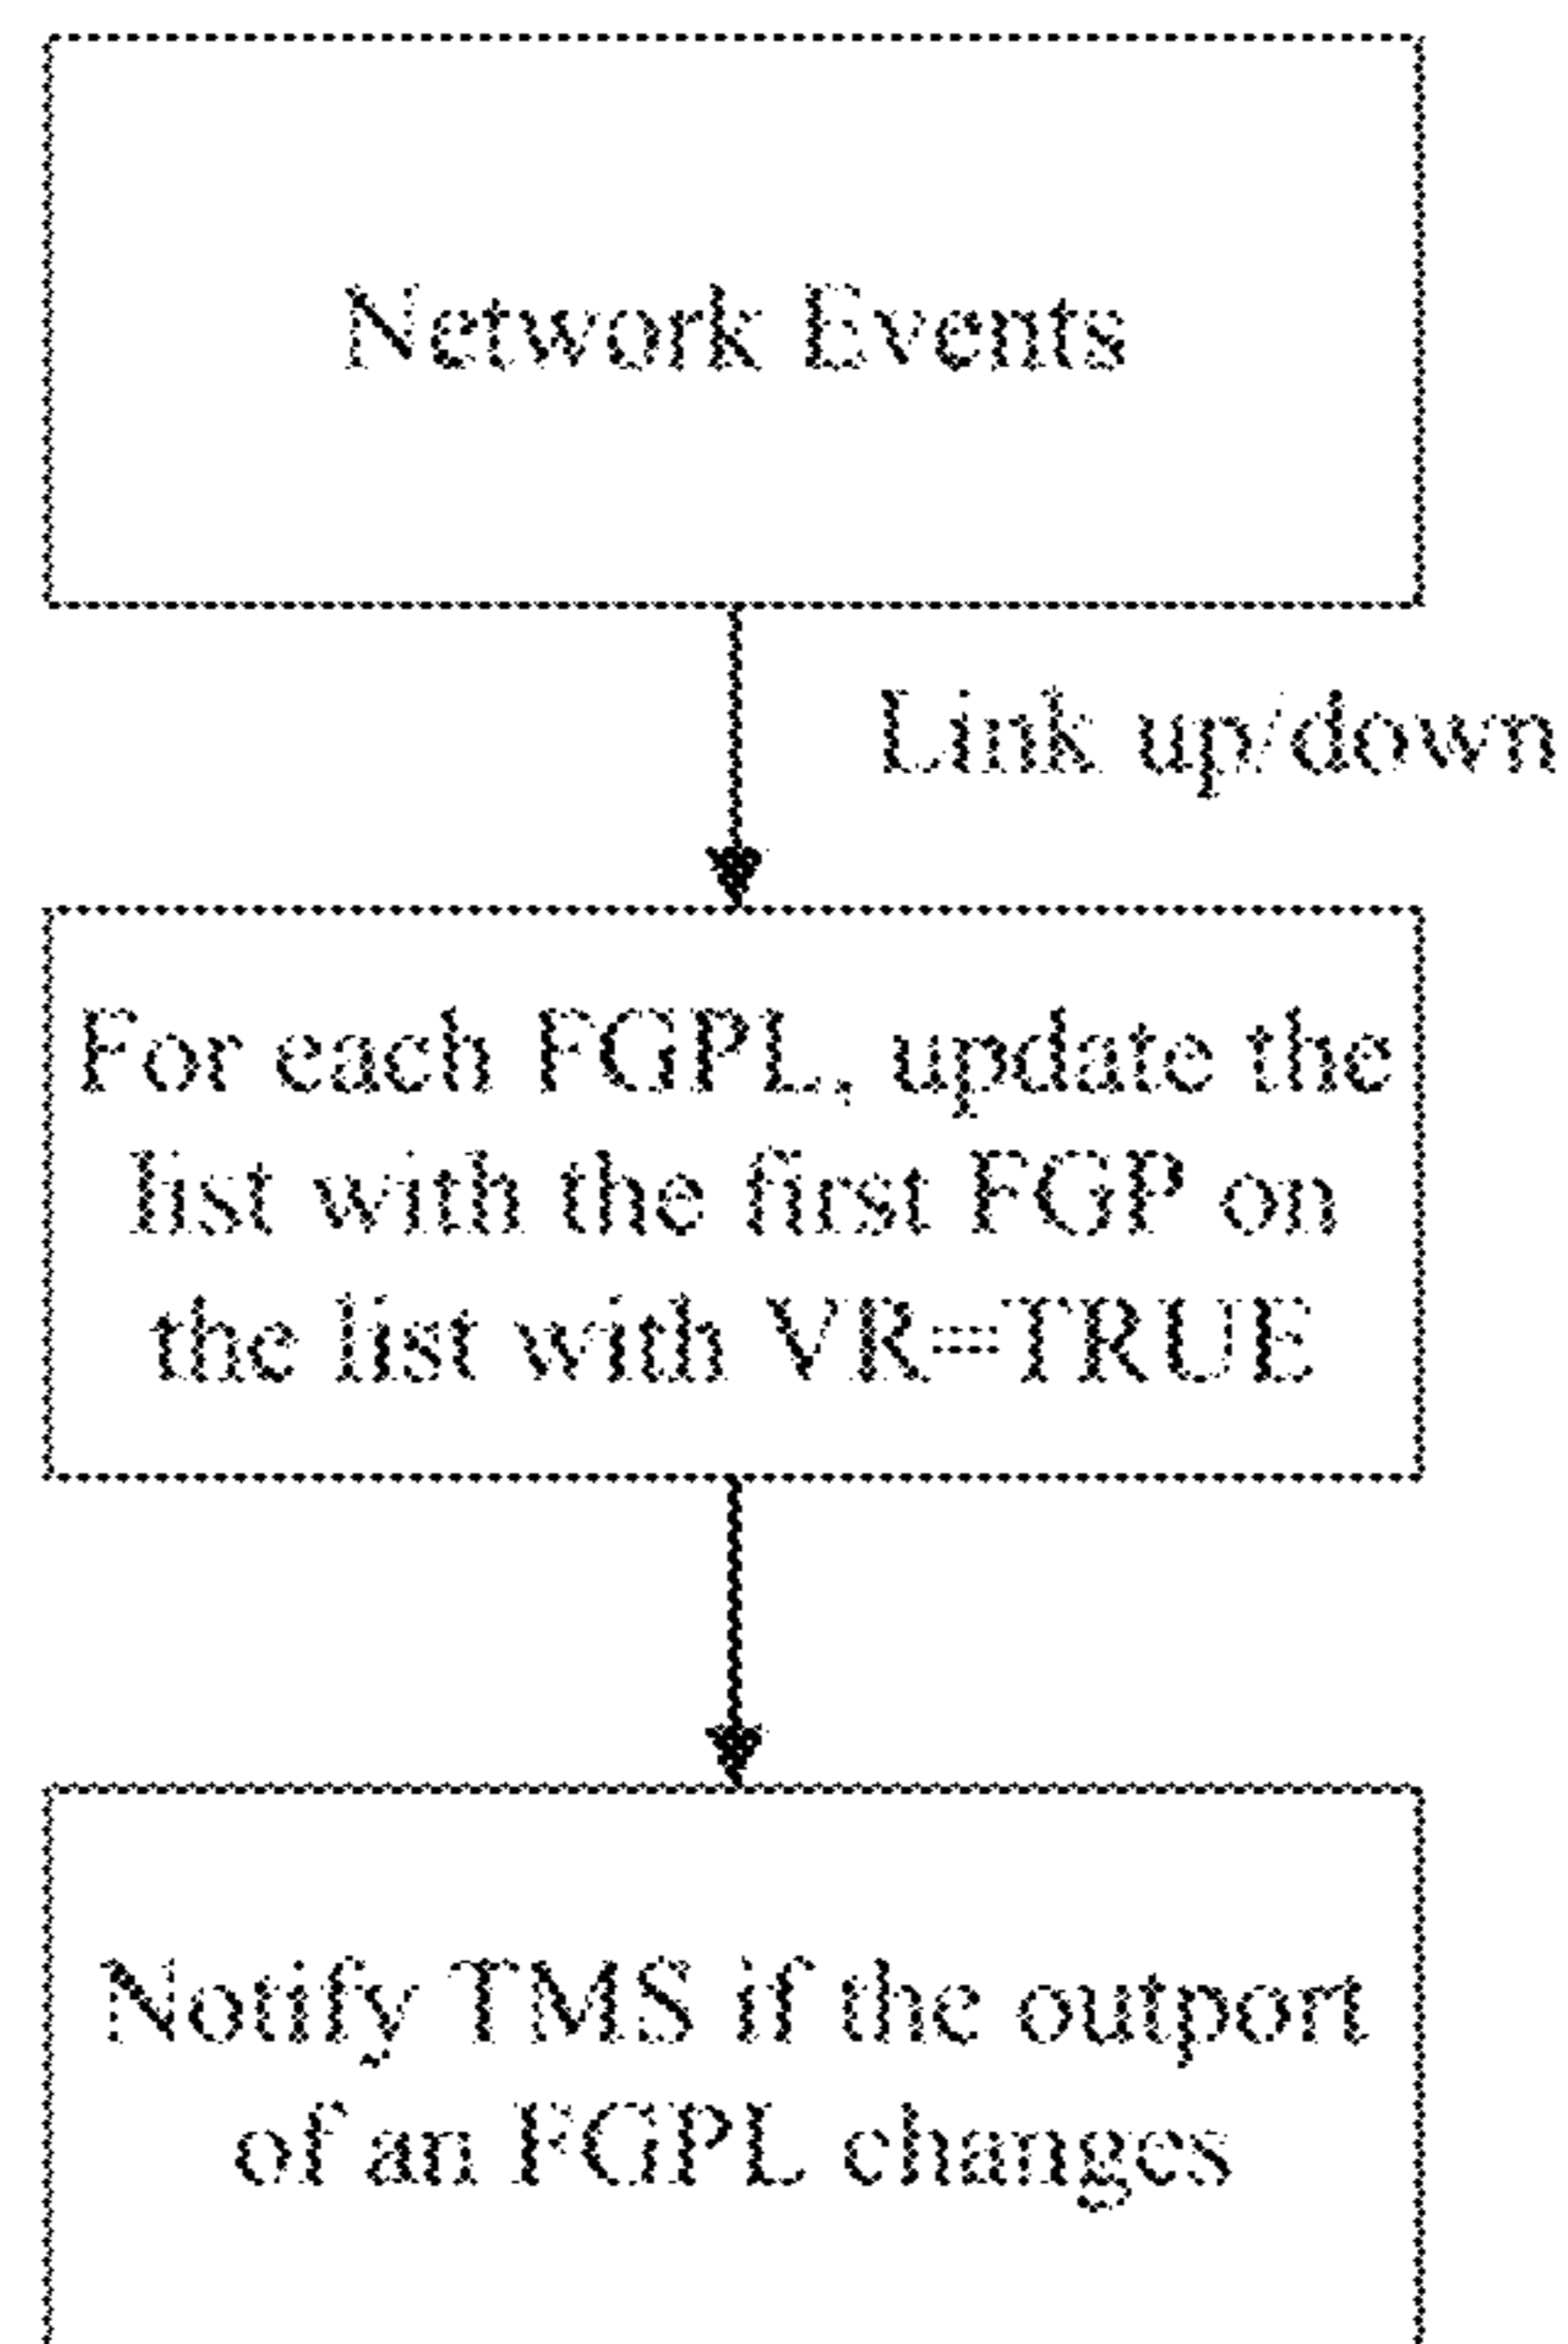 Network Events
Link up/down
For each FGPL, update the
list with the first FGP on
the list with VR=TRUE
Notify TMS if the outport
of an FGPL changes